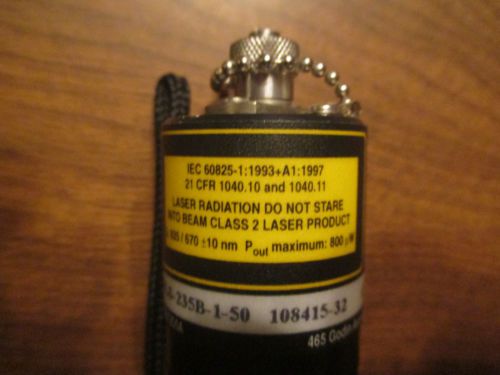 IEC 60825-1:1993+A1:1997
21 CFR 1040.10 and 1040.11
LASER RADIATION DO NOT STARE
INTO BEAM CLASS 2 LASER PRODUCT
/ 670 ±10 nm Pout maximum: 800 µW
-235B-1-50 108415-32
465 Godin